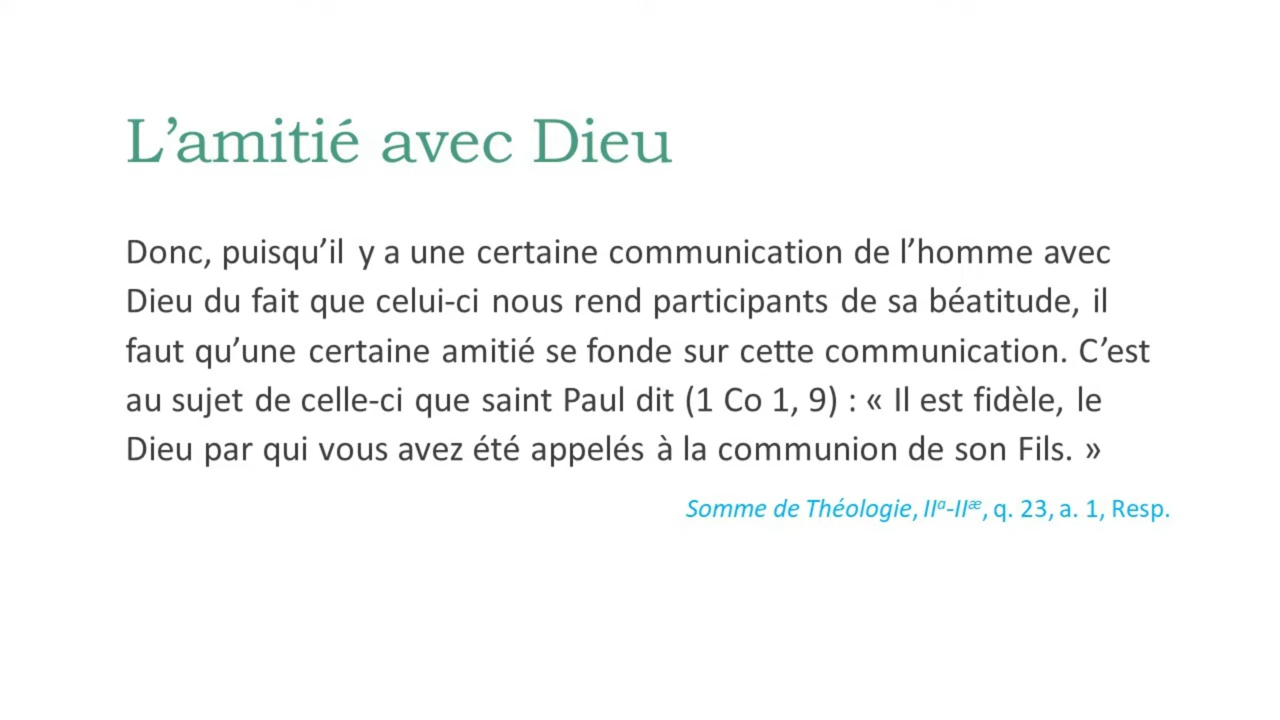 L’amitié avec Dieu
Donc, puisqu’il y a une certaine communication de l’homme avec
Dieu du fait que celui-ci nous rend participants de sa béatitude, il
faut qu’une certaine amitié se fonde sur cette communication. C’est
au sujet de celle-ci que saint Paul dit (1 Co 1, 9) : « Il est fidèle, le
Dieu par qui vous avez été appelés à la communion de son Fils. »
Somme de Théologie, IIª-IIæ, q. 23, a. 1, Resp.